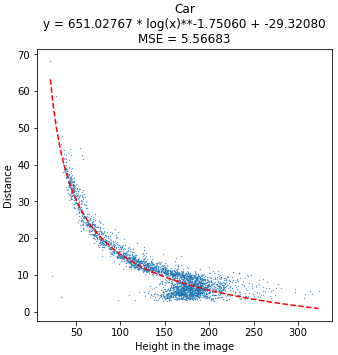 Car
y = 651.02767 * log(x)**-1.75060 + -29.32080
MSE = 5.56683
70
60
50
40
30
20
10
0
Distance
50 100 150 200 250 300
Height in the image